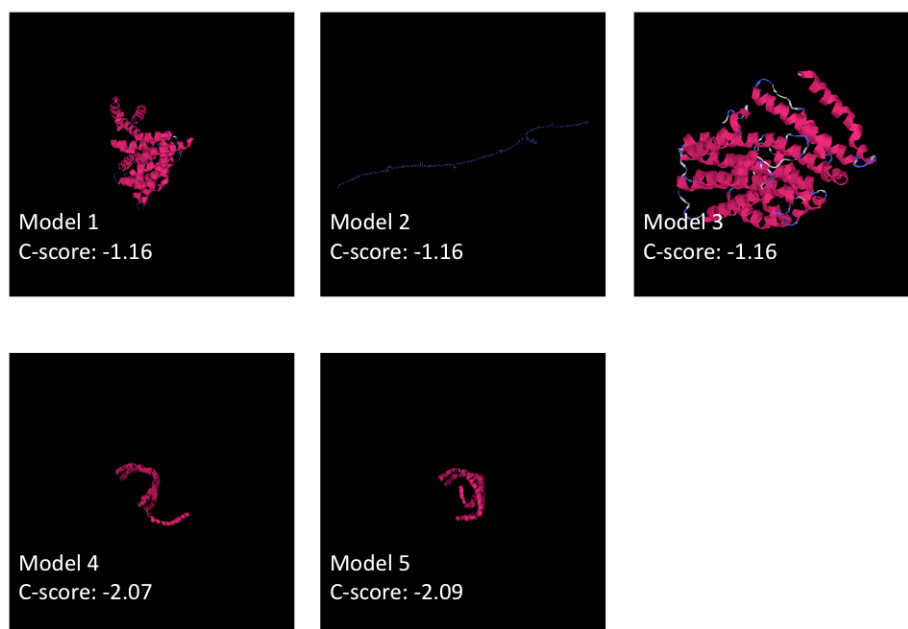 Model 1
C-score: -1.16
Model 2
C-score: -1.16
Model 3
C-score: -1.16
Model 4
C-score: -2.07
Model 5
C-score: -2.09